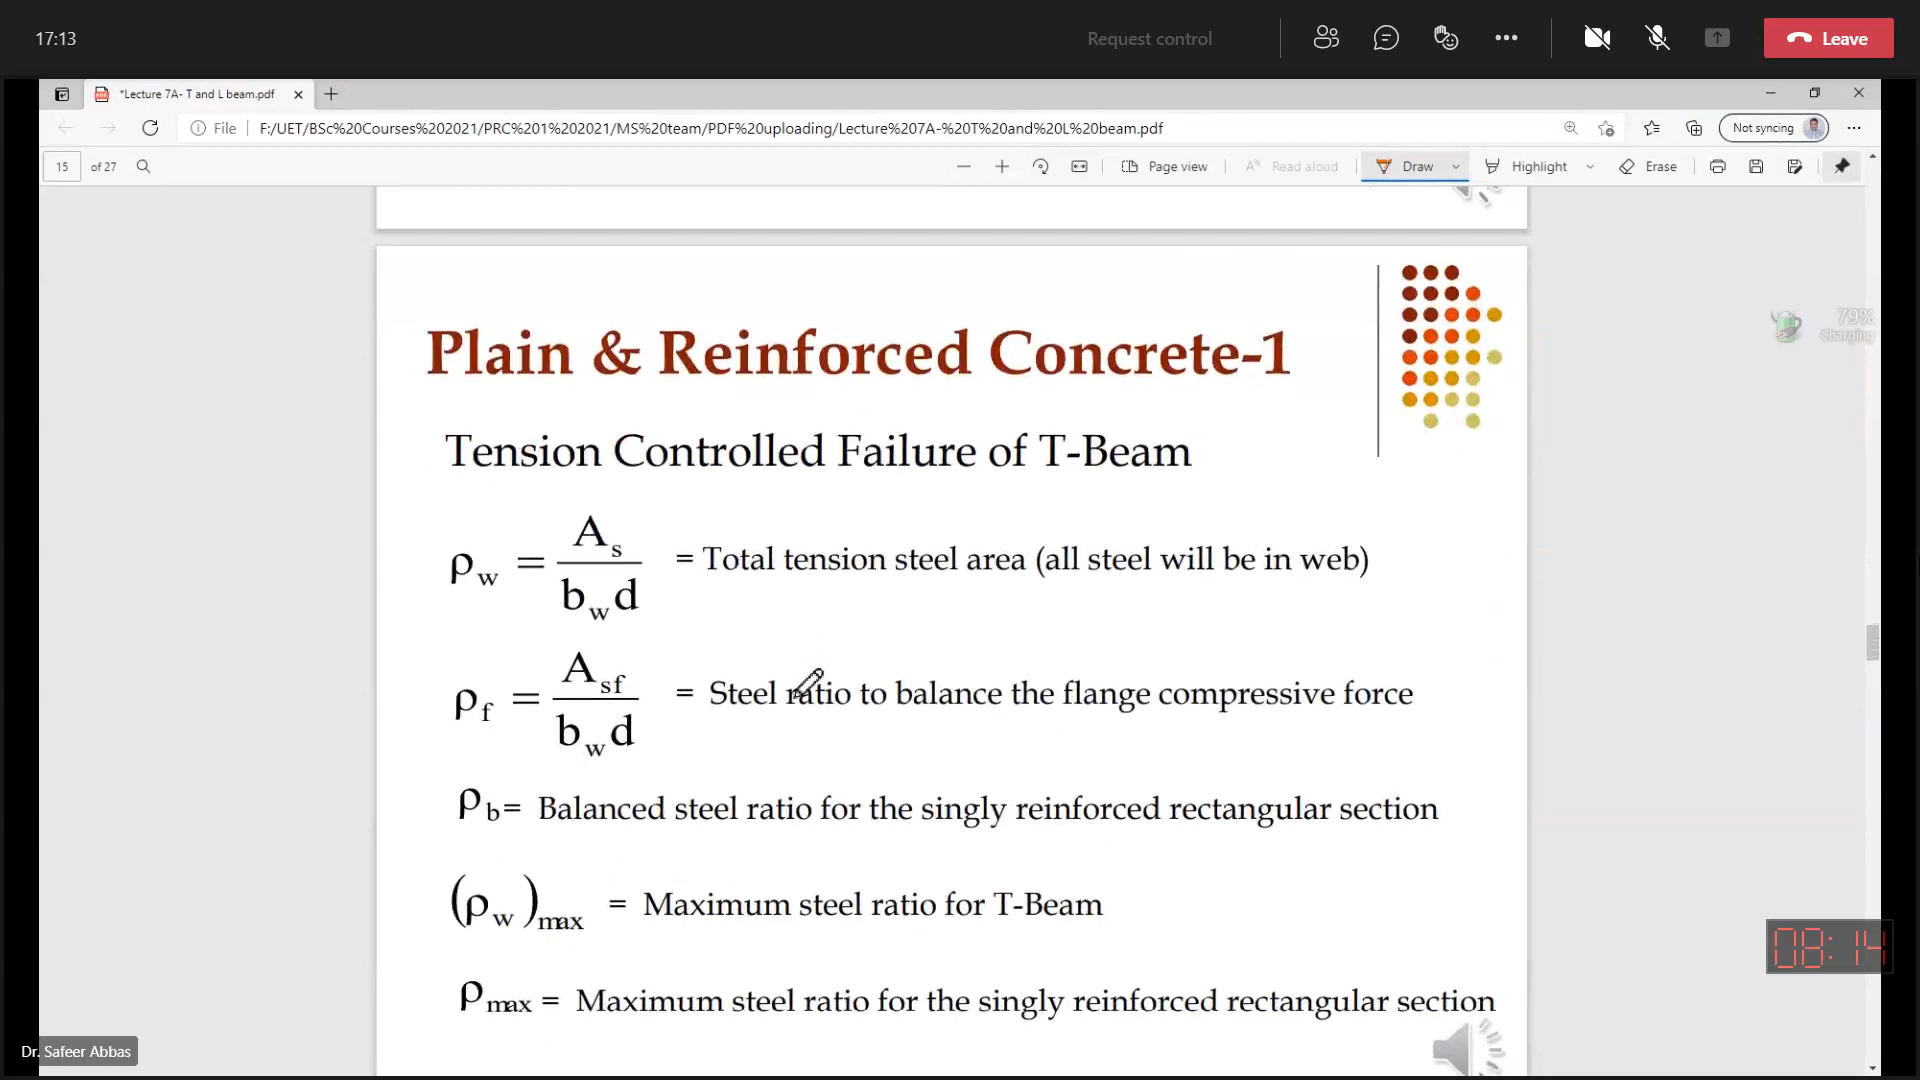 17:13
Request control
Leave
*Lecture 7A- T and L beam.pdf
File
F:/UET/BSc%20Courses%202021/PRC%201%202021/MS%20team/PDF%20uploading/Lecture%207A-%20T%20and%20L%20beam.pdf
Not syncing
15 of 27
Page view
Read aloud
Draw
Highlight
Erase
79%
Charging
Plain & Reinforced Concrete-1
Tension Controlled Failure of T-Beam
ρw = As / bwd = Total tension steel area (all steel will be in web)
ρf = Asf / bwd = Steel ratio to balance the flange compressive force
ρb= Balanced steel ratio for the singly reinforced rectangular section
(ρw)max = Maximum steel ratio for T-Beam
ρmax = Maximum steel ratio for the singly reinforced rectangular section
08:14
Dr. Safeer Abbas